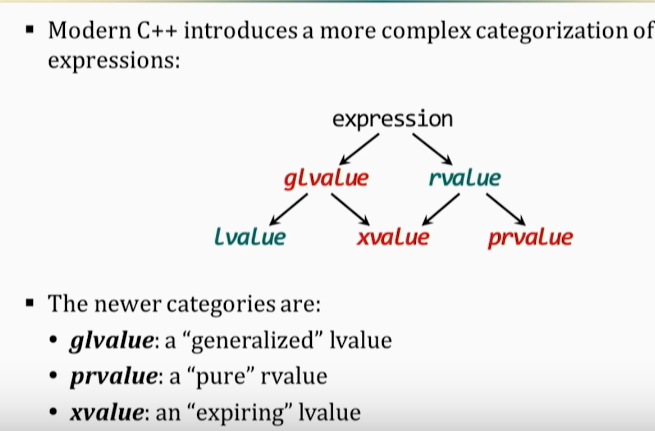 ▪ Modern C++ introduces a more complex categorization of
expressions:
expression
glvalue rvalue
lvalue xvalue prvalue
▪ The newer categories are:
• glvalue: a “generalized” lvalue
• prvalue: a “pure” rvalue
• xvalue: an “expiring” lvalue